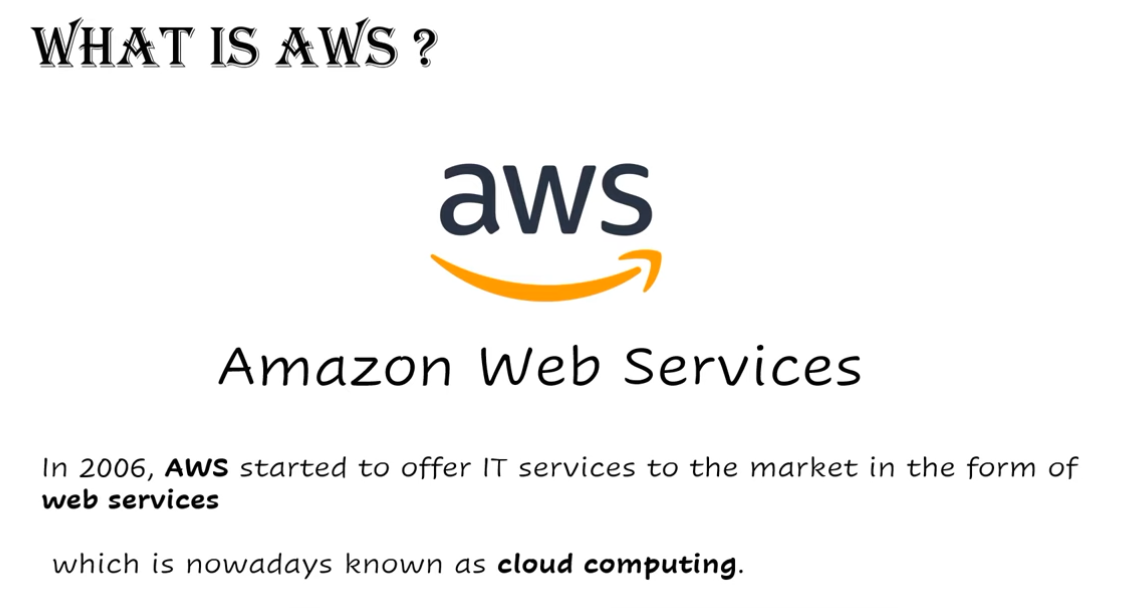 WHAT IS AWS ?
aws
Amazon Web Services
In 2006, AWS started to offer IT services to the market in the form of
web services
which is nowadays known as cloud computing.